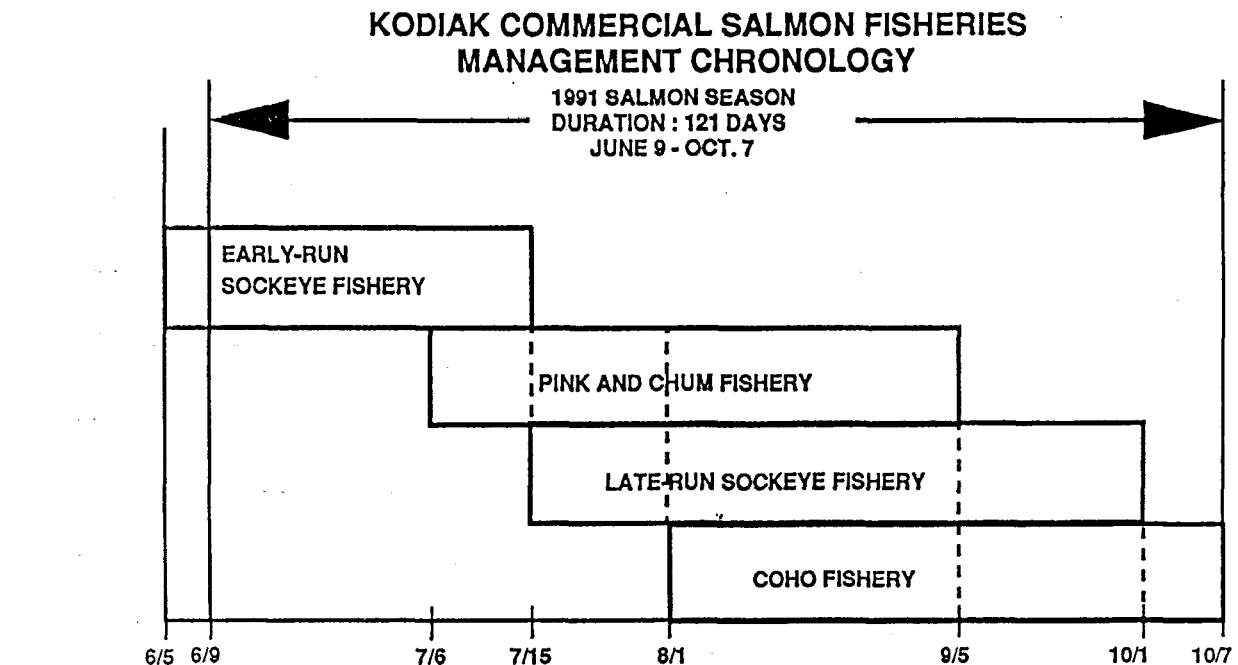 KODIAK COMMERCIAL SALMON FISHERIES
MANAGEMENT CHRONOLOGY
1991 SALMON SEASON
DURATION : 121 DAYS
JUNE 9 - OCT. 7
EARLY-RUN
SOCKEYE FISHERY
PINK AND CHUM FISHERY
LATE-RUN SOCKEYE FISHERY
COHO FISHERY
6/5 6/9 7/6 7/15 8/1 9/5 10/1 10/7